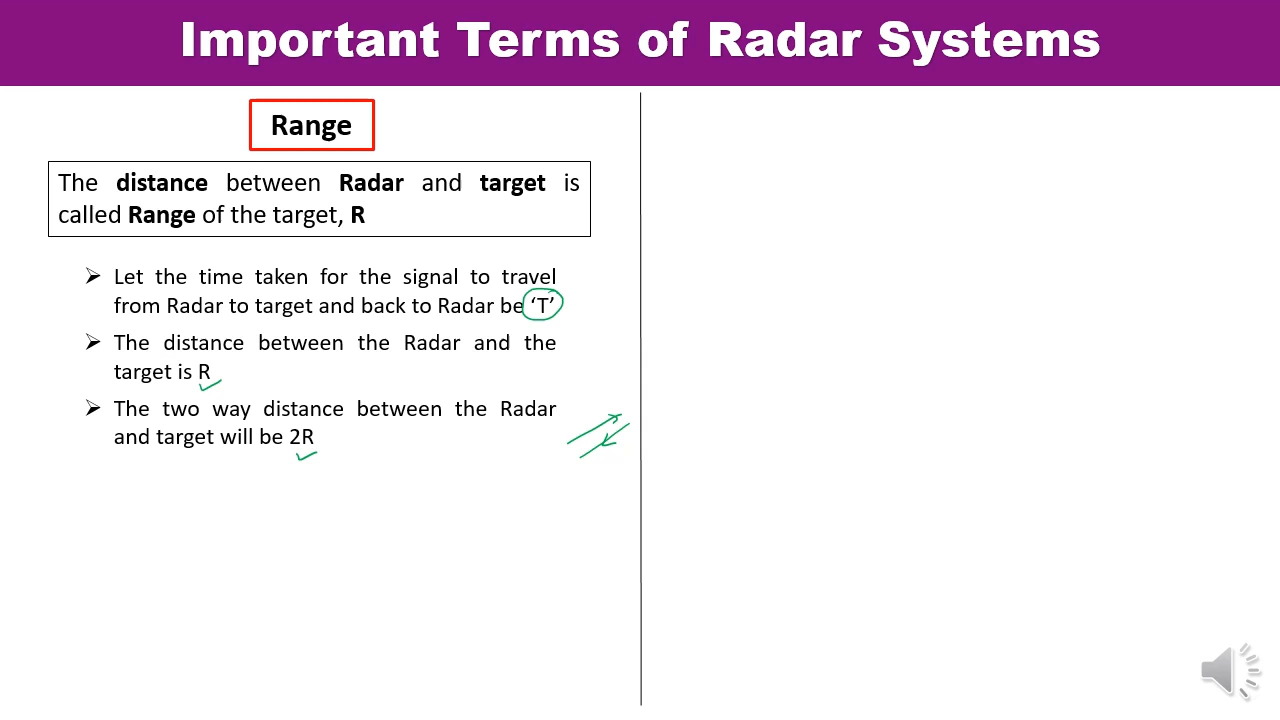 Important Terms of Radar Systems
Range
The distance between Radar and target is
called Range of the target, R
➢ Let the time taken for the signal to travel
from Radar to target and back to Radar be ‘T’
➢ The distance between the Radar and the
target is R
➢ The two way distance between the Radar
and target will be 2R